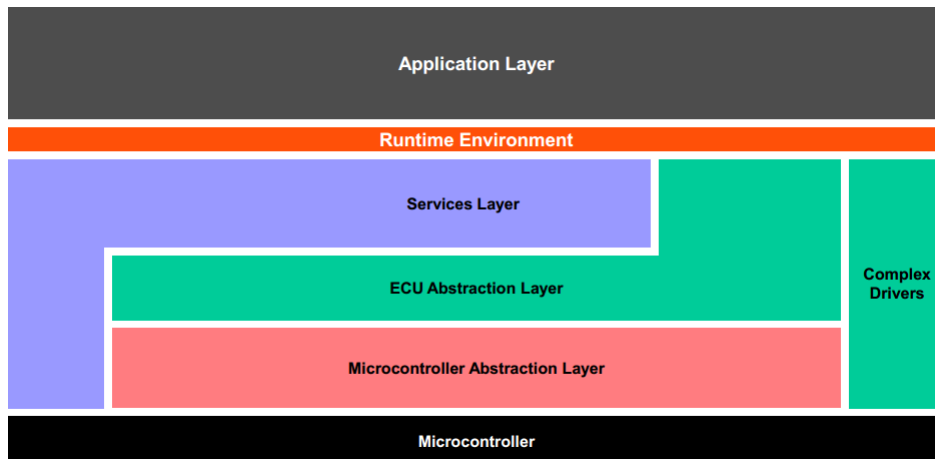 Application Layer
Runtime Environment
Services Layer
ECU Abstraction Layer
Complex
Drivers
Microcontroller Abstraction Layer
Microcontroller